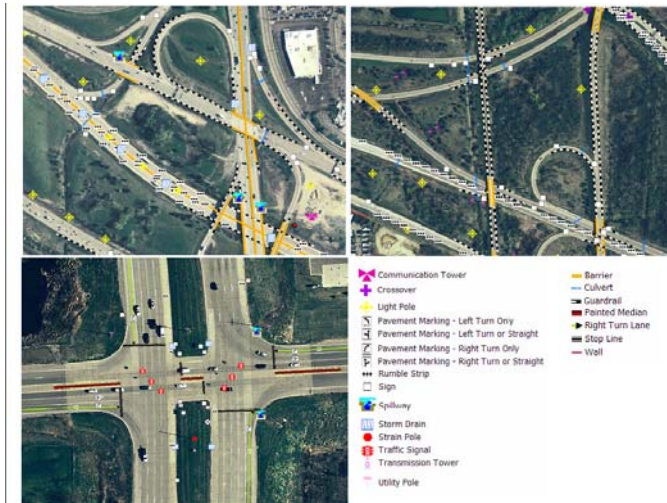 Communication Tower
Crossover
Light Pole
Pavement Marking - Left Turn Only
Pavement Marking - Left Turn or Straight
Pavement Marking - Right Turn Only
Pavement Marking - Right Turn or Straight
Rumble Strip
Sign
Spillway
Storm Drain
Strain Pole
Traffic Signal
Transmission Tower
Utility Pole
Barrier
Culvert
Guardrail
Painted Median
Right Turn Lane
Stop Line
Wall